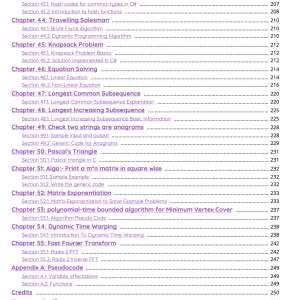 Section 43.1: Hash codes for common types in C# 207
Section 43.2: Introduction to hash functions 208
Chapter 44: Travelling Salesman 210
Section 44.1: Brute Force Algorithm 210
Section 44.2: Dynamic Programming Algorithm 210
Chapter 45: Knapsack Problem 212
Section 45.1: Knapsack Problem Basics 212
Section 45.2: Solution Implemented in C# 212
Chapter 46: Equation Solving 214
Section 46.1: Linear Equation 214
Section 46.2: Non-Linear Equation 216
Chapter 47: Longest Common Subsequence 220
Section 47.1: Longest Common Subsequence Explanation 220
Chapter 48: Longest Increasing Subsequence 225
Section 48.1: Longest Increasing Subsequence Basic Information 225
Chapter 49: Check two strings are anagrams 228
Section 49.1: Sample input and output 228
Section 49.2: Generic Code for Anagrams 229
Chapter 50: Pascal's Triangle 231
Section 50.1: Pascal triangle in C 231
Chapter 51: Algo:- Print a m*n matrix in square wise 232
Section 51.1: Sample Example 232
Section 51.2: Write the generic code 232
Chapter 52: Matrix Exponentiation 233
Section 52.1: Matrix Exponentiation to Solve Example Problems 233
Chapter 53: polynomial-time bounded algorithm for Minimum Vertex Cover 237
Section 53.1: Algorithm Pseudo Code 237
Chapter 54: Dynamic Time Warping 238
Section 54.1: Introduction To Dynamic Time Warping 238
Chapter 55: Fast Fourier Transform 242
Section 55.1: Radix 2 FFT 242
Section 55.2: Radix 2 Inverse FFT 247
Appendix A: Pseudocode 249
Section A.1: Variable affectations 249
Section A.2: Functions 249
Credits 250